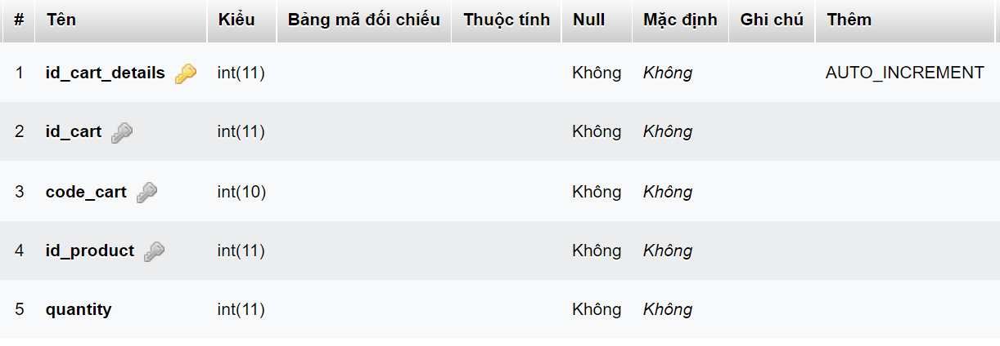 # Tên Kiểu Bảng mã đối chiếu Thuộc tính Null Mặc định Ghi chú Thêm
1 id_cart_details int(11) Không Không AUTO_INCREMENT
2 id_cart int(11) Không Không
3 code_cart int(10) Không Không
4 id_product int(11) Không Không
5 quantity int(11) Không Không